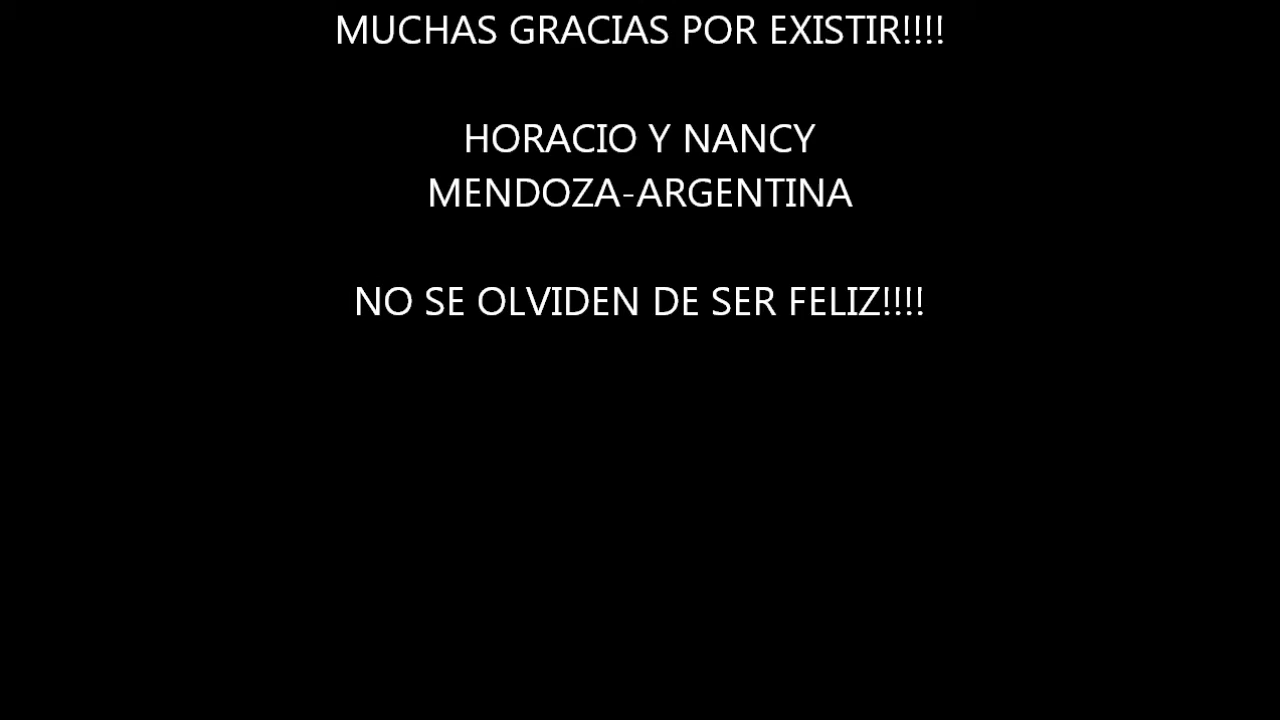 MUCHAS GRACIAS POR EXISTIR!!!!
HORACIO Y NANCY
MENDOZA-ARGENTINA
NO SE OLVIDEN DE SER FELIZ!!!!